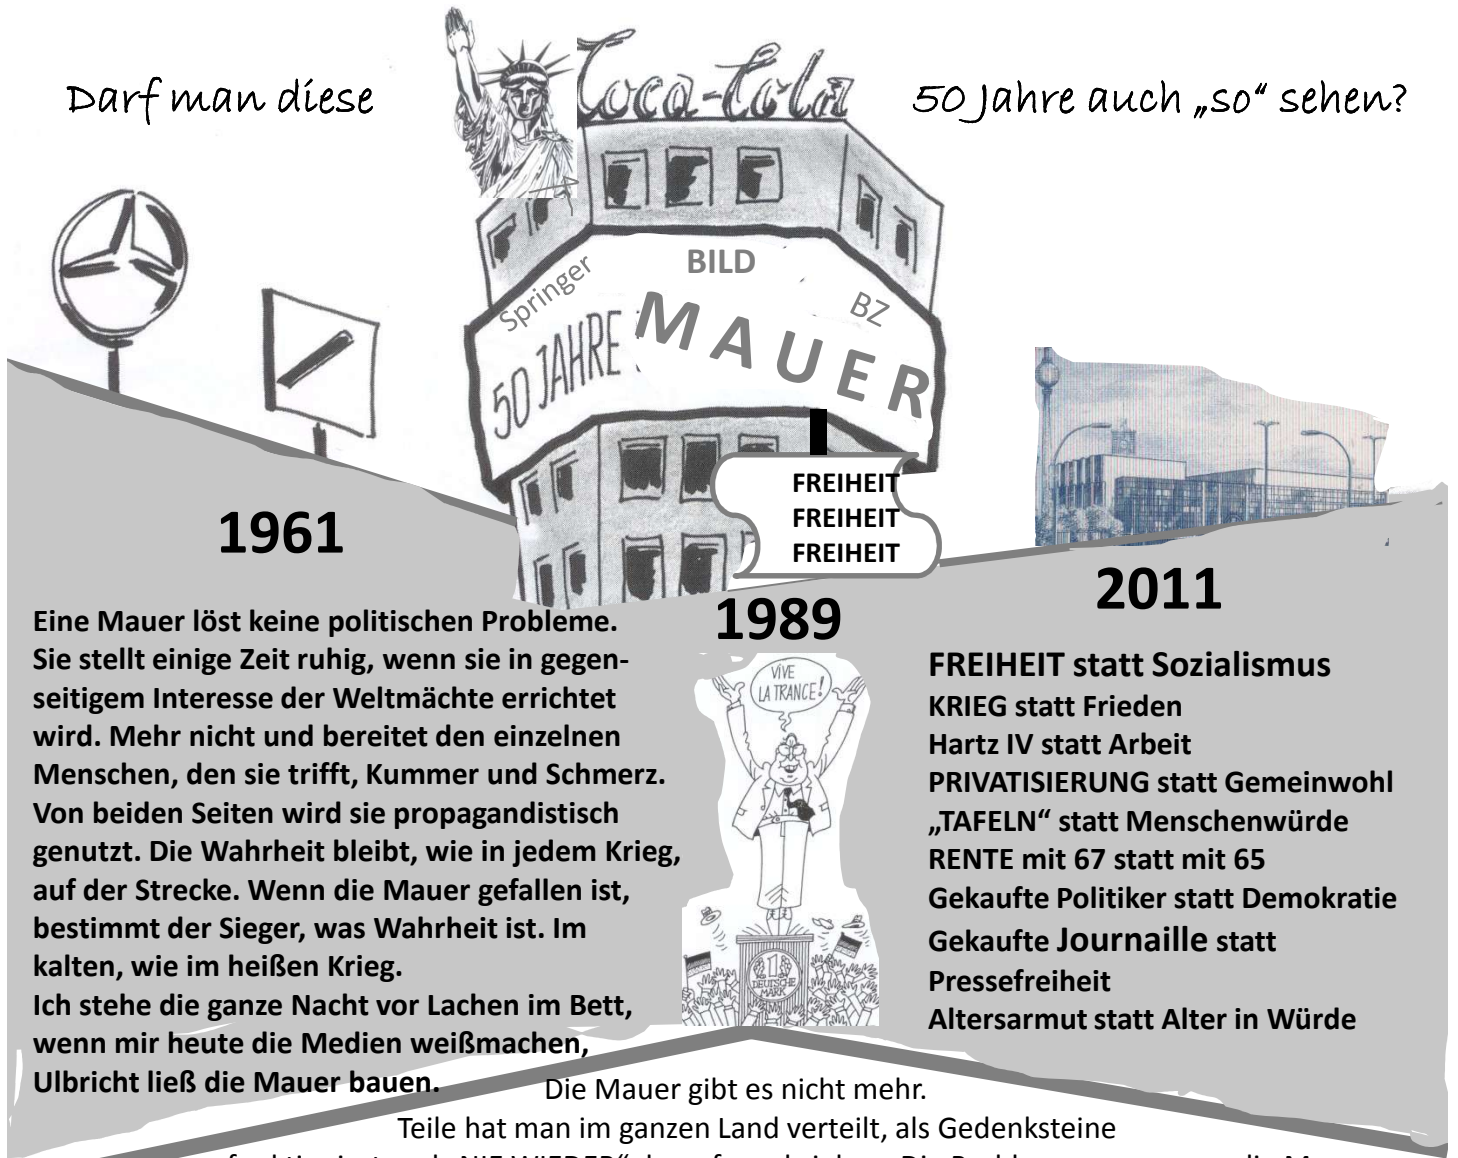 Darf man diese 50 Jahre auch „so“ sehen?
Coca-Cola
Springer
BILD
BZ
50 JAHRE
MAUER
FREIHEIT
FREIHEIT
FREIHEIT
1961
Eine Mauer löst keine politischen Probleme.
Sie stellt einige Zeit ruhig, wenn sie in gegen-
seitigem Interesse der Weltmächte errichtet
wird. Mehr nicht und bereitet den einzelnen
Menschen, den sie trifft, Kummer und Schmerz.
Von beiden Seiten wird sie propagandistisch
genutzt. Die Wahrheit bleibt, wie in jedem Krieg,
auf der Strecke. Wenn die Mauer gefallen ist,
bestimmt der Sieger, was Wahrheit ist. Im
kalten, wie im heißen Krieg.
Ich stehe die ganze Nacht vor Lachen im Bett,
wenn mir heute die Medien weißmachen,
Ulbricht ließ die Mauer bauen.
1989
VIVE
LA TRANCE!
1
DEUTSCHE
MARK
2011
FREIHEIT statt Sozialismus
KRIEG statt Frieden
Hartz IV statt Arbeit
PRIVATISIERUNG statt Gemeinwohl
„TAFELN“ statt Menschenwürde
RENTE mit 67 statt mit 65
Gekaufte Politiker statt Demokratie
Gekaufte Journaille statt
Pressefreiheit
Altersarmut statt Alter in Würde
Die Mauer gibt es nicht mehr.
Teile hat man im ganzen Land verteilt, als Gedenksteine